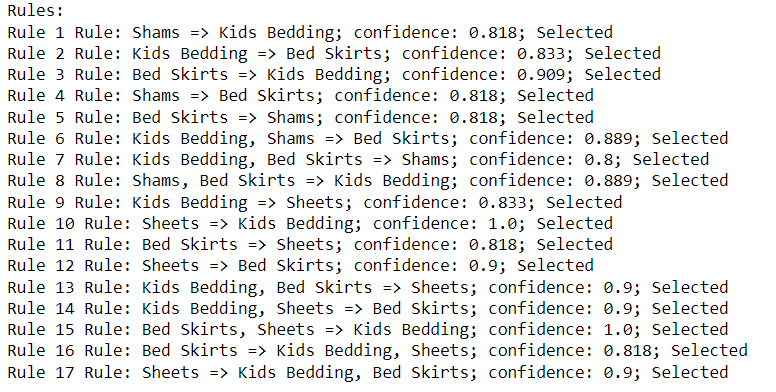 Rules:
Rule 1 Rule: Shams => Kids Bedding; confidence: 0.818; Selected
Rule 2 Rule: Kids Bedding => Bed Skirts; confidence: 0.833; Selected
Rule 3 Rule: Bed Skirts => Kids Bedding; confidence: 0.909; Selected
Rule 4 Rule: Shams => Bed Skirts; confidence: 0.818; Selected
Rule 5 Rule: Bed Skirts => Shams; confidence: 0.818; Selected
Rule 6 Rule: Kids Bedding, Shams => Bed Skirts; confidence: 0.889; Selected
Rule 7 Rule: Kids Bedding, Bed Skirts => Shams; confidence: 0.8; Selected
Rule 8 Rule: Shams, Bed Skirts => Kids Bedding; confidence: 0.889; Selected
Rule 9 Rule: Kids Bedding => Sheets; confidence: 0.833; Selected
Rule 10 Rule: Sheets => Kids Bedding; confidence: 1.0; Selected
Rule 11 Rule: Bed Skirts => Sheets; confidence: 0.818; Selected
Rule 12 Rule: Sheets => Bed Skirts; confidence: 0.9; Selected
Rule 13 Rule: Kids Bedding, Bed Skirts => Sheets; confidence: 0.9; Selected
Rule 14 Rule: Kids Bedding, Sheets => Bed Skirts; confidence: 0.9; Selected
Rule 15 Rule: Bed Skirts, Sheets => Kids Bedding; confidence: 1.0; Selected
Rule 16 Rule: Bed Skirts => Kids Bedding, Sheets; confidence: 0.818; Selected
Rule 17 Rule: Sheets => Kids Bedding, Bed Skirts; confidence: 0.9; Selected